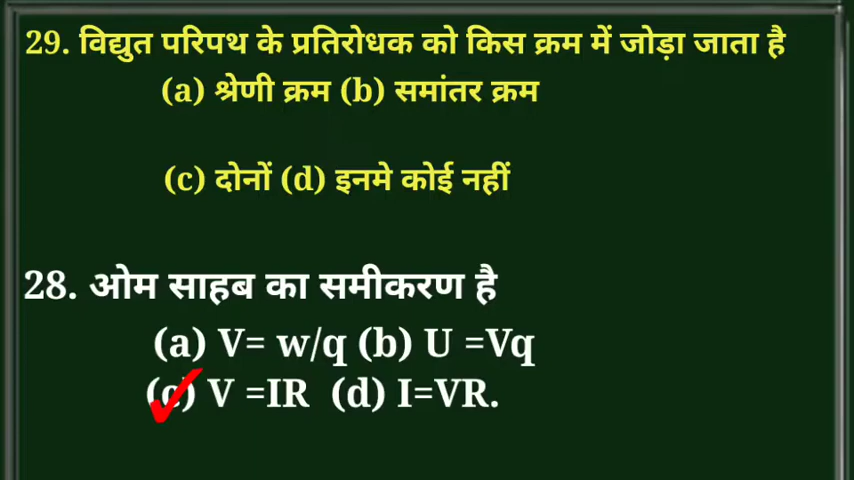 29. विद्युत परिपथ के प्रतिरोधक को किस क्रम में जोड़ा जाता है
(a) श्रेणी क्रम (b) समांतर क्रम
(c) दोनों (d) इनमे कोई नहीं
28. ओम साहब का समीकरण है
(a) V= w/q (b) U =Vq
(c) V =IR (d) I=VR.